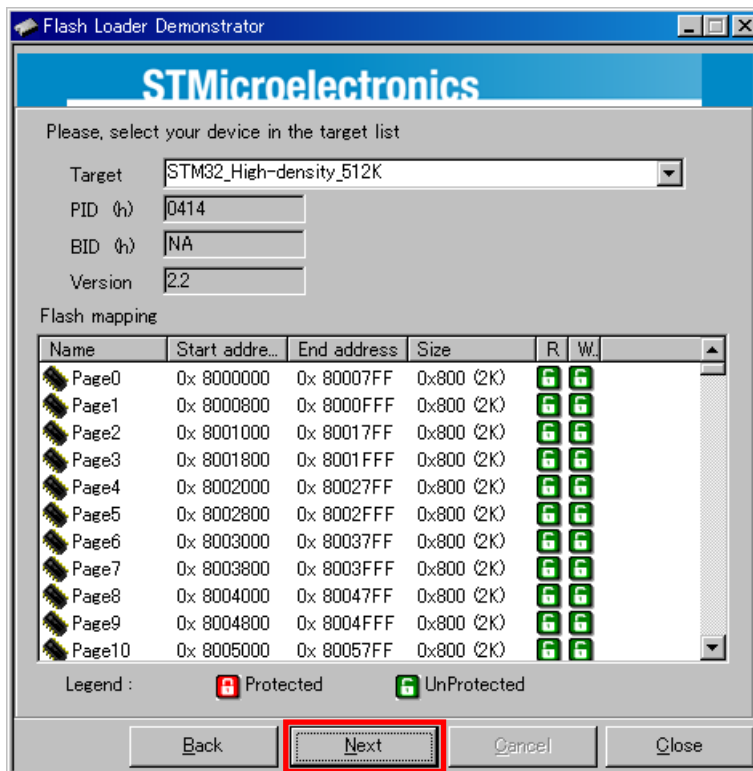 Flash Loader Demonstrator
STMicroelectronics
Please, select your device in the target list
Target STM32_High-density_512K
PID (h) 0414
BID (h) NA
Version 2.2
Flash mapping
Name Start addre... End address Size R W.
Page0 0x 8000000 0x 80007FF 0x800 (2K)
Page1 0x 8000800 0x 8000FFF 0x800 (2K)
Page2 0x 8001000 0x 80017FF 0x800 (2K)
Page3 0x 8001800 0x 8001FFF 0x800 (2K)
Page4 0x 8002000 0x 80027FF 0x800 (2K)
Page5 0x 8002800 0x 8002FFF 0x800 (2K)
Page6 0x 8003000 0x 80037FF 0x800 (2K)
Page7 0x 8003800 0x 8003FFF 0x800 (2K)
Page8 0x 8004000 0x 80047FF 0x800 (2K)
Page9 0x 8004800 0x 8004FFF 0x800 (2K)
Page10 0x 8005000 0x 80057FF 0x800 (2K)
Legend : Protected UnProtected
Back Next Cancel Close